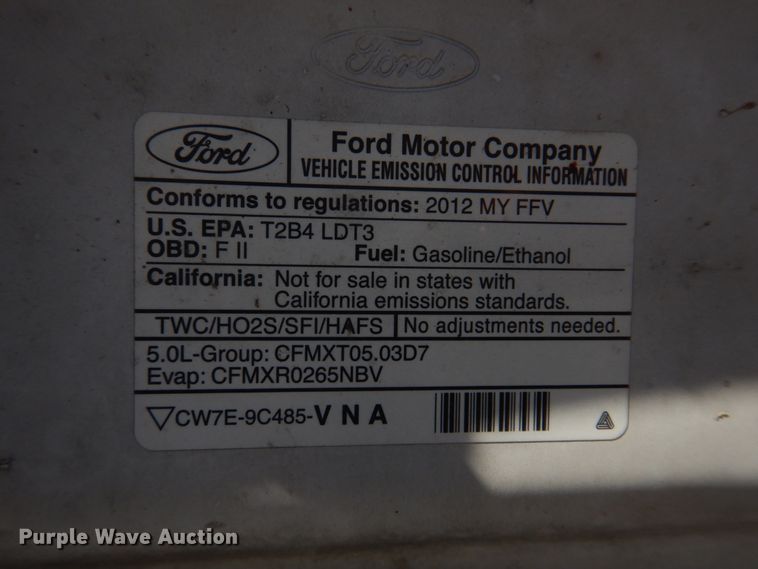 Ford
Ford
Ford Motor Company
VEHICLE EMISSION CONTROL INFORMATION
Conforms to regulations: 2012 MY FFV
U.S. EPA: T2B4 LDT3
OBD: F II Fuel: Gasoline/Ethanol
California: Not for sale in states with
California emissions standards.
TWC/HO2S/SFI/HAFS No adjustments needed.
5.0L-Group: CFMXT05.03D7
Evap: CFMXR0265NBV
▽CW7E-9C485-V N A
Purple Wave Auction